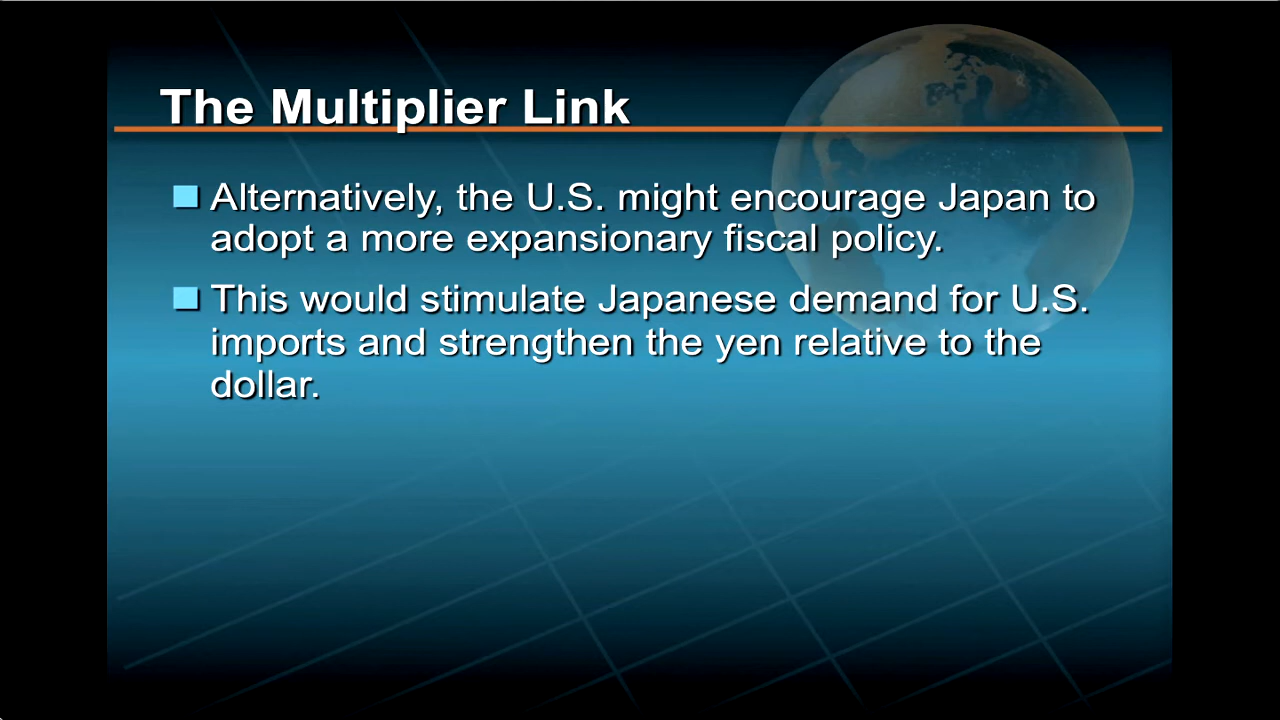 The Multiplier Link
Alternatively, the U.S. might encourage Japan to
adopt a more expansionary fiscal policy.
This would stimulate Japanese demand for U.S.
imports and strengthen the yen relative to the
dollar.